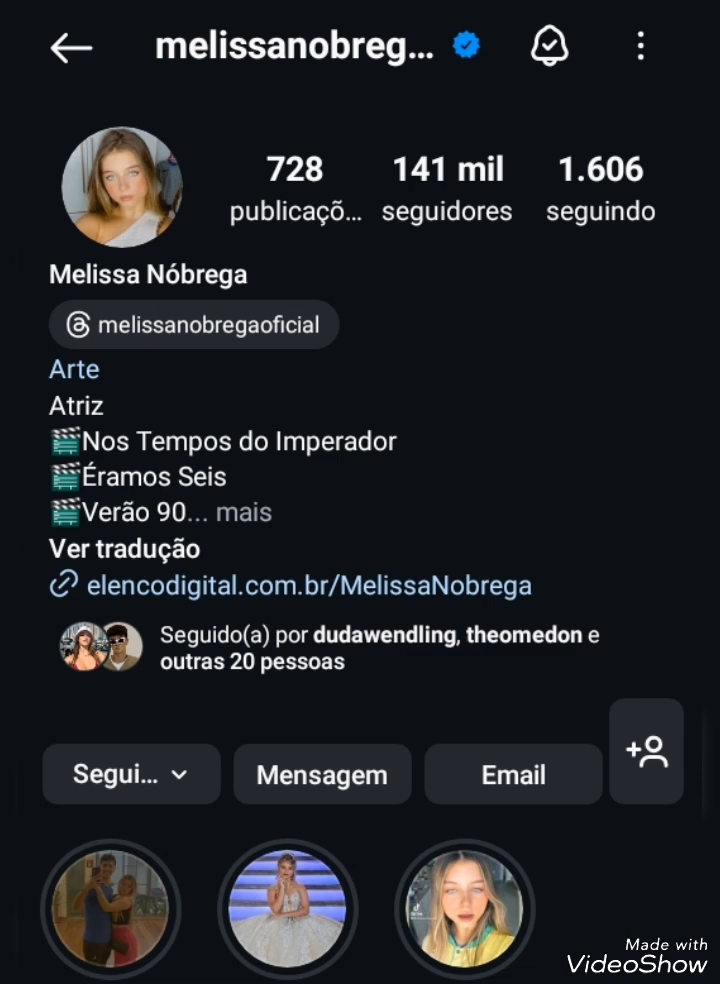 melissanobreg...
728
publicaçõ...
141 mil
seguidores
1.606
seguindo
Melissa Nóbrega
melissanobregaoficial
Arte
Atriz
🎬Nos Tempos do Imperador
🎬Éramos Seis
🎬Verão 90... mais
Ver tradução
elencodigital.com.br/MelissaNobrega
Seguido(a) por dudawendling, theomedon e
outras 20 pessoas
Segui...
Mensagem
Email
Made with
VideoShow